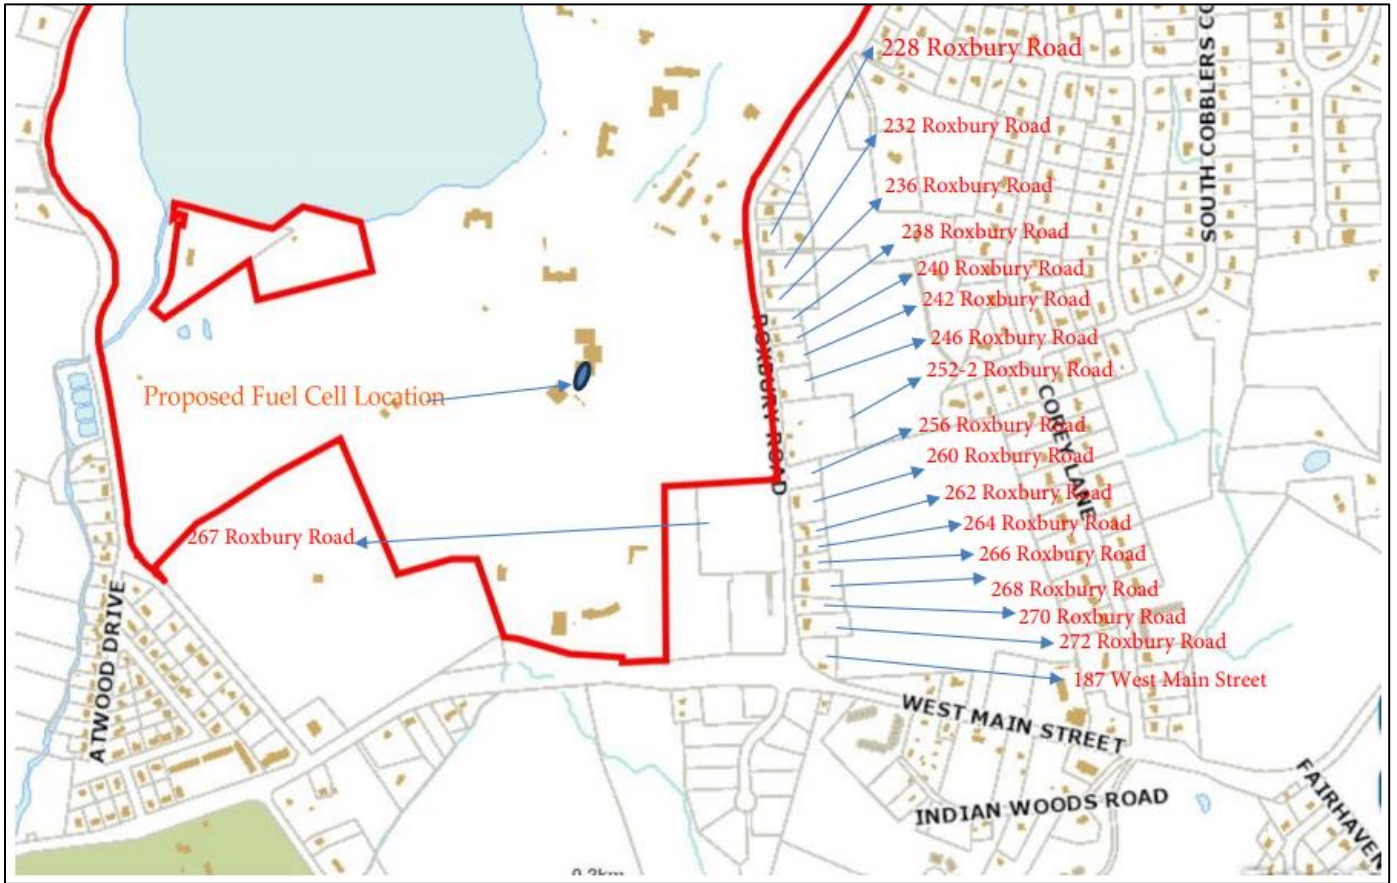 228 Roxbury Road
SOUTH COBBLERS CO
232 Roxbury Road
236 Roxbury Road
238 Roxbury Road
240 Roxbury Road
242 Roxbury Road
ROXBURY ROAD
246 Roxbury Road
252-2 Roxbury Road
Proposed Fuel Cell Location
COREY LANE
256 Roxbury Road
260 Roxbury Road
262 Roxbury Road
264 Roxbury Road
267 Roxbury Road
266 Roxbury Road
268 Roxbury Road
270 Roxbury Road
272 Roxbury Road
ATWOOD DRIVE
187 West Main Street
WEST MAIN STREET
INDIAN WOODS ROAD
FAIRHAVEN